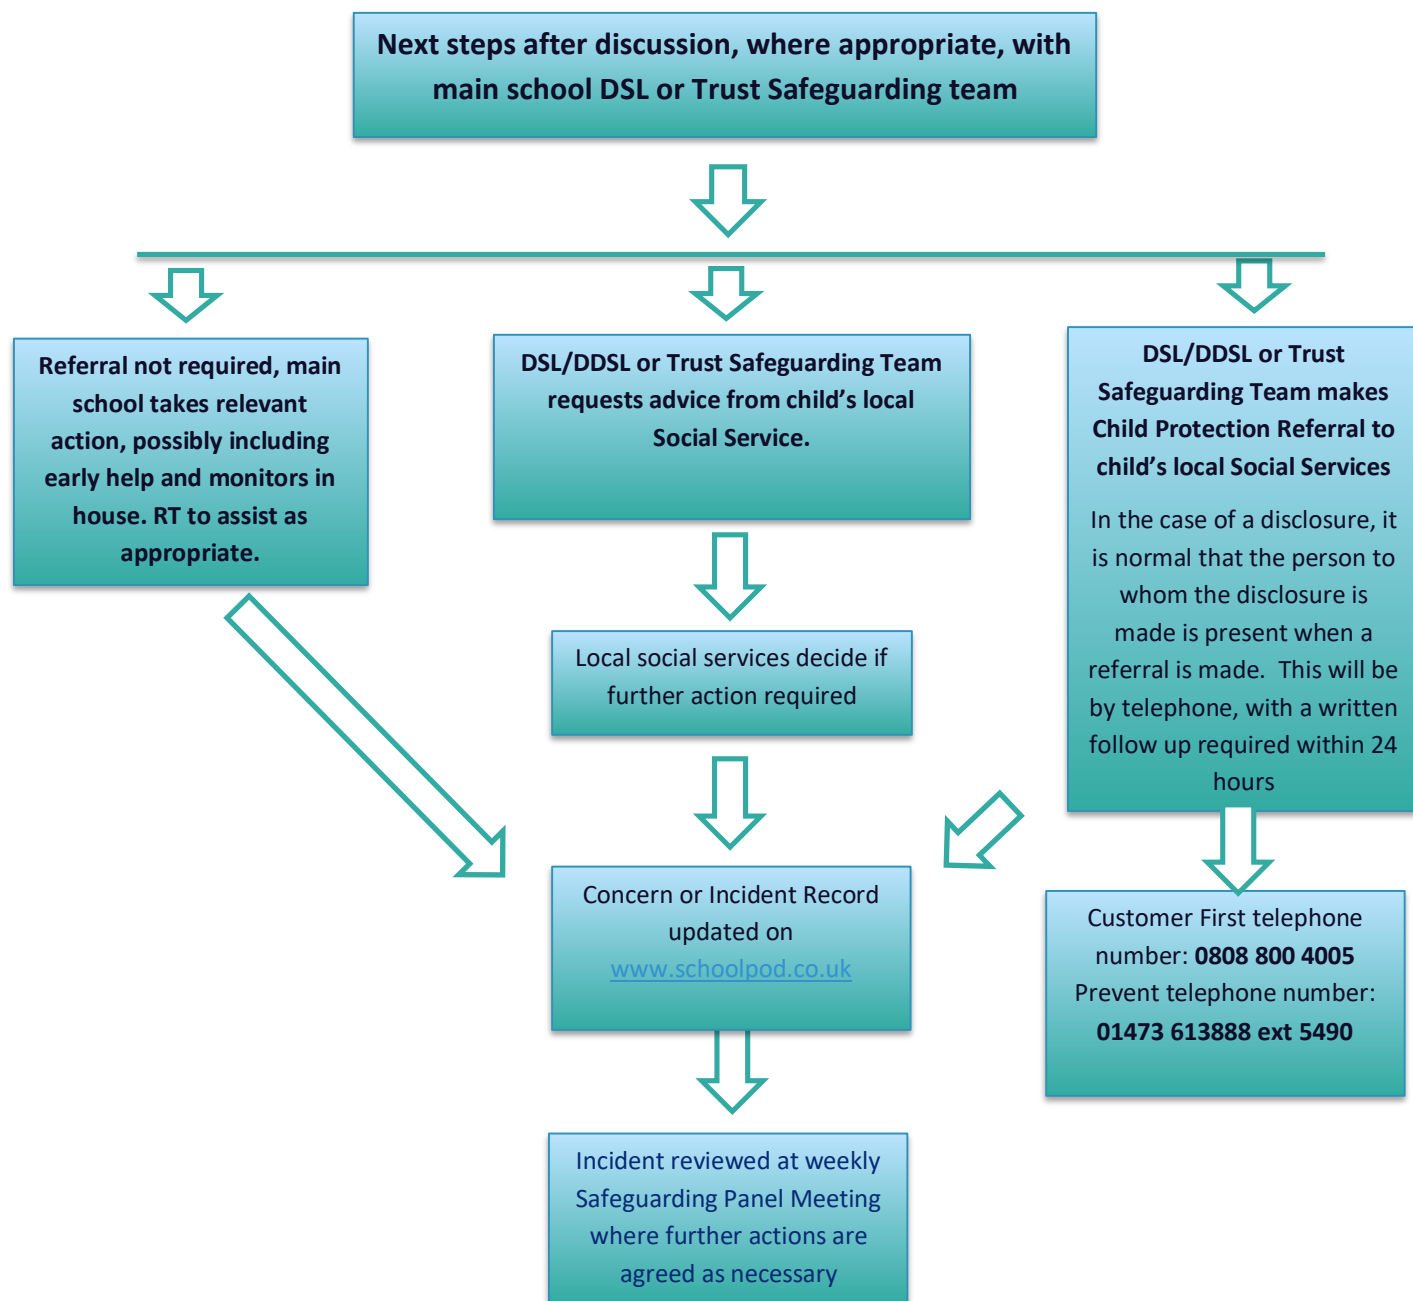 Next steps after discussion, where appropriate, with
main school DSL or Trust Safeguarding team
Referral not required, main
school takes relevant
action, possibly including
early help and monitors in
house. RT to assist as
appropriate.
DSL/DDSL or Trust Safeguarding Team
requests advice from child’s local
Social Service.
Local social services decide if
further action required
DSL/DDSL or Trust
Safeguarding Team makes
Child Protection Referral to
child’s local Social Services
In the case of a disclosure, it
is normal that the person to
whom the disclosure is
made is present when a
referral is made.  This will be
by telephone, with a written
follow up required within 24
hours
Concern or Incident Record
updated on
www.schoolpod.co.uk
Customer First telephone
number: 0808 800 4005
Prevent telephone number:
01473 613888 ext 5490
Incident reviewed at weekly
Safeguarding Panel Meeting
where further actions are
agreed as necessary